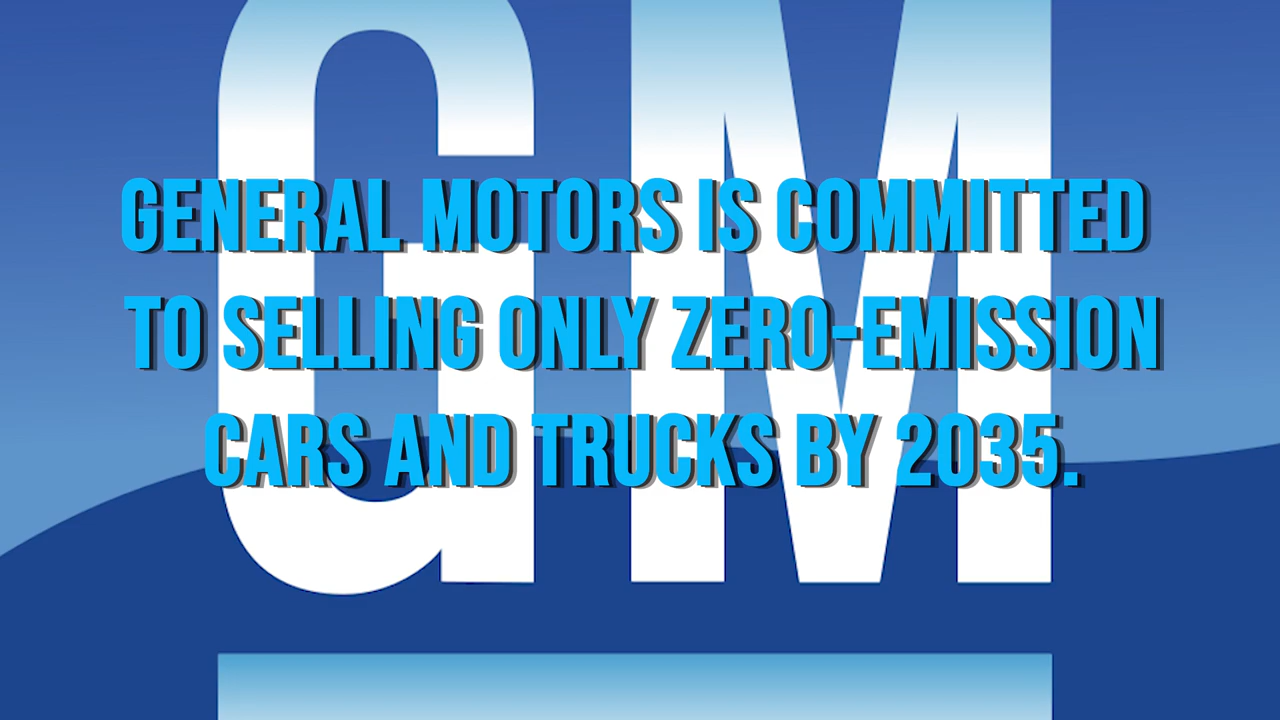 GM
GENERAL MOTORS IS COMMITTED
TO SELLING ONLY ZERO-EMISSION
CARS AND TRUCKS BY 2035.